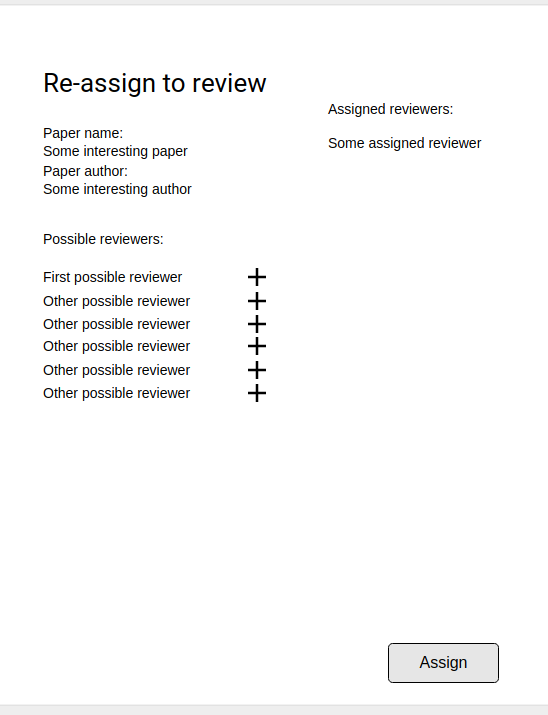 Re-assign to review
Assigned reviewers:
Some assigned reviewer
Paper name:
Some interesting paper
Paper author:
Some interesting author
Possible reviewers:
First possible reviewer
Other possible reviewer
Other possible reviewer
Other possible reviewer
Other possible reviewer
Other possible reviewer
Assign